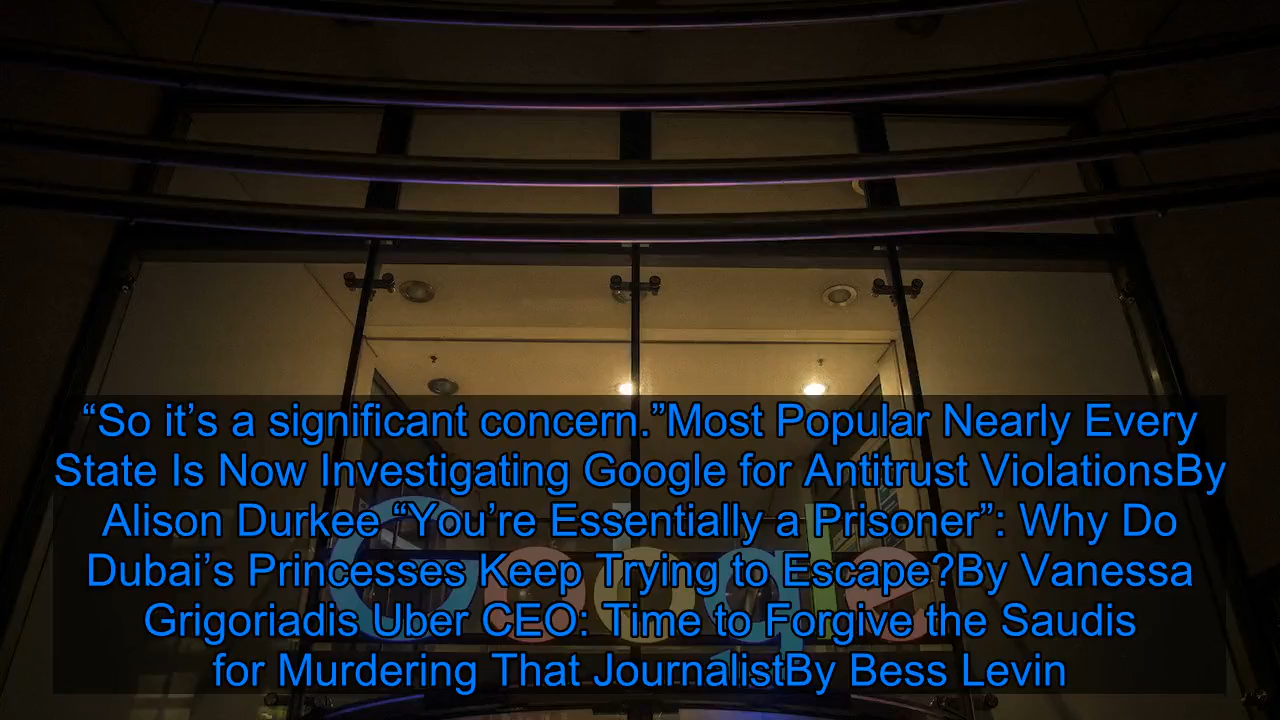 “So it’s a significant concern.”Most Popular Nearly Every
State Is Now Investigating Google for Antitrust ViolationsBy
Alison Durkee “You’re Essentially a Prisoner”: Why Do
Dubai’s Princesses Keep Trying to Escape?By Vanessa
Grigoriadis Uber CEO: Time to Forgive the Saudis
for Murdering That JournalistBy Bess Levin
Google